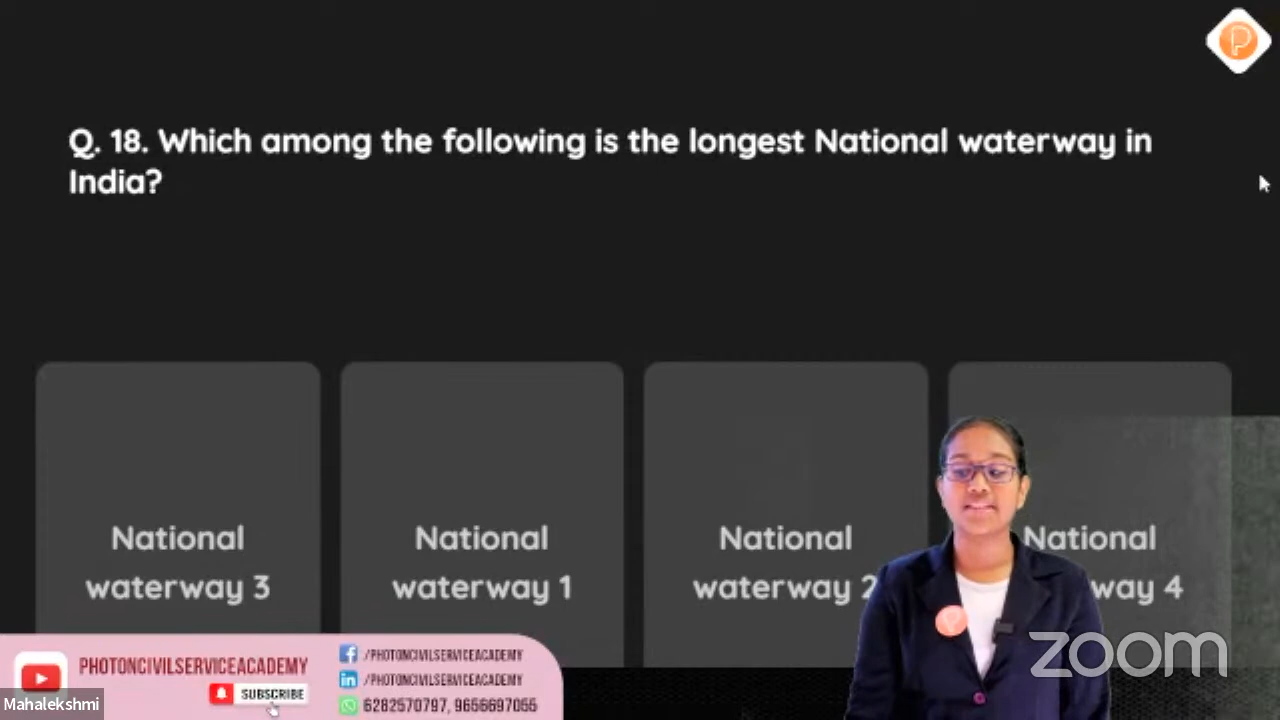 P
Q. 18. Which among the following is the longest National waterway in
India?
National
waterway 3
National
waterway 1
National
waterway 2
National
way 4
PHOTONCIVILSERVICEACADEMY
SUBSCRIBE
/PHOTONCIVILSERVICEACADEMY
/PHOTONCIVILSERVICEACADEMY
6282570797, 9656697055
Mahalekshmi
zoom